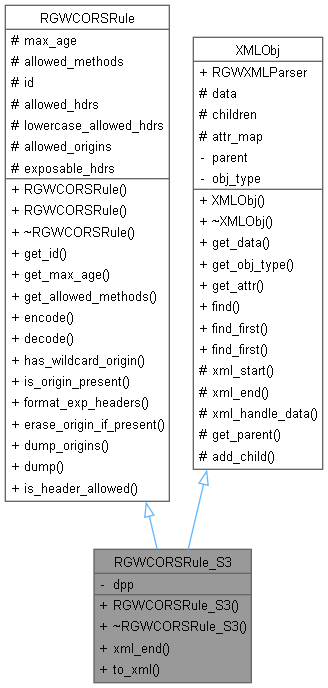 RGWCORSRule
# max_age
# allowed_methods
# id
# allowed_hdrs
# lowercase_allowed_hdrs
# allowed_origins
# exposable_hdrs
+ RGWCORSRule()
+ RGWCORSRule()
+ ~RGWCORSRule()
+ get_id()
+ get_max_age()
+ get_allowed_methods()
+ encode()
+ decode()
+ has_wildcard_origin()
+ is_origin_present()
+ format_exp_headers()
+ erase_origin_if_present()
+ dump_origins()
+ dump()
+ is_header_allowed()
XMLObj
+ RGWXMLParser
# data
# children
# attr_map
- parent
- obj_type
+ XMLObj()
+ ~XMLObj()
+ get_data()
+ get_obj_type()
+ get_attr()
+ find()
+ find_first()
+ find_first()
# xml_start()
# xml_end()
# xml_handle_data()
# get_parent()
# add_child()
RGWCORSRule_S3
- dpp
+ RGWCORSRule_S3()
+ ~RGWCORSRule_S3()
+ xml_end()
+ to_xml()